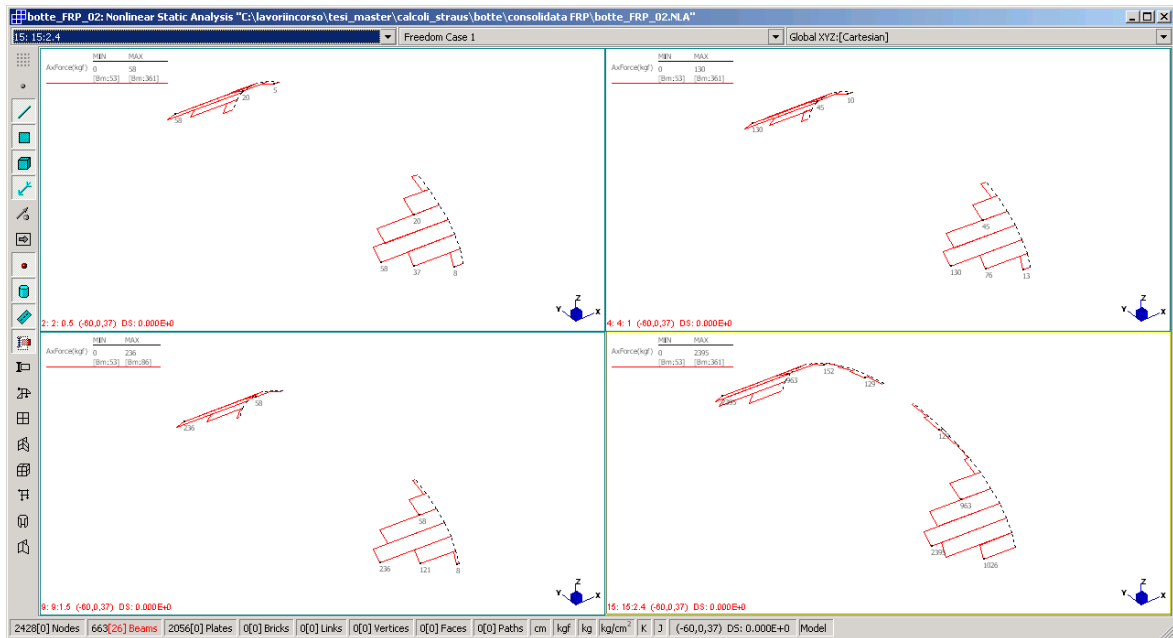 botte_FRP_02: Nonlinear Static Analysis "C:\lavoriincorso\tesi_master\calcoli_straus\botte\consolidata FRP\botte_FRP_02.NLA"
15: 15:2.4 Freedom Case 1 Global XYZ:[Cartesian]
MIN MAX
AxForce(kgf) 0 58
[Bm:53] [Bm:361]
5
20
58
20
58 37 8
Z
Y X
2: 2: 0.5 (-60,0,37) DS: 0.000E+0
MIN MAX
AxForce(kgf) 0 130
[Bm:53] [Bm:361]
10
45
130
45
130 76 13
Z
Y X
4: 4: 1 (-60,0,37) DS: 0.000E+0
MIN MAX
AxForce(kgf) 0 236
[Bm:53] [Bm:86]
58
236
58
236 121 8
Z
Y X
9: 9:1.5 (-60,0,37) DS: 0.000E+0
MIN MAX
AxForce(kgf) 0 2395
[Bm:53] [Bm:361]
152
963 129
2395
963
2395
1026
Z
Y X
15: 15:2.4 (-60,0,37) DS: 0.000E+0
2428[0] Nodes 663[26] Beams 2056[0] Plates 0[0] Bricks 0[0] Links 0[0] Vertices 0[0] Faces 0[0] Paths cm kgf kg kg/cm² K J (-60,0,37) DS: 0.000E+0 Model